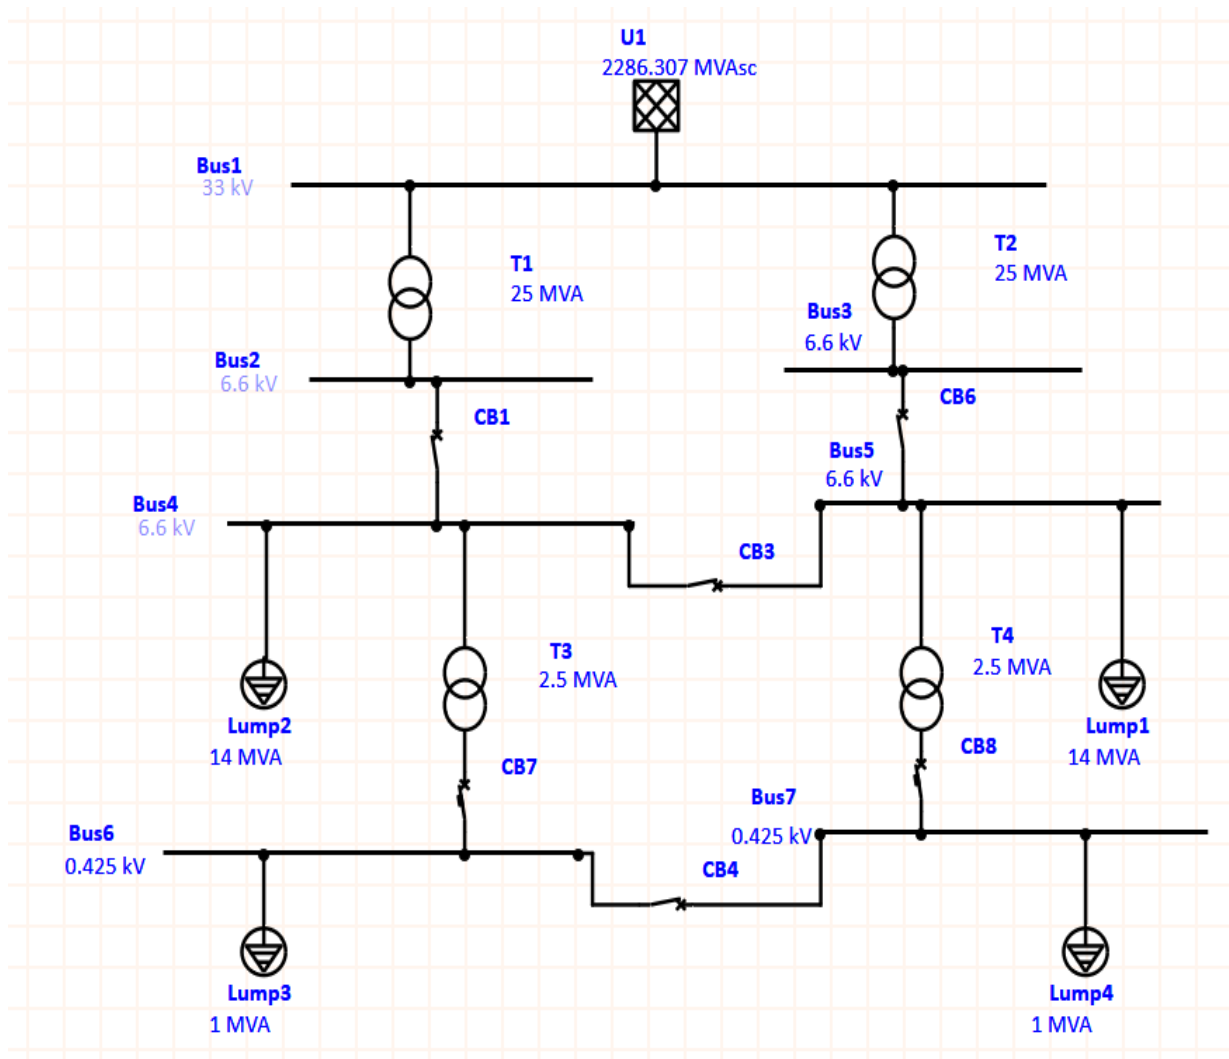 U1
2286.307 MVAsc
Bus1
33 kV
T1
25 MVA
T2
25 MVA
Bus3
6.6 kV
Bus2
6.6 kV
CB1
CB6
Bus5
6.6 kV
Bus4
6.6 kV
CB3
T3
2.5 MVA
T4
2.5 MVA
Lump2
14 MVA
Lump1
14 MVA
CB7
CB8
Bus7
0.425 kV
Bus6
0.425 kV
CB4
Lump3
1 MVA
Lump4
1 MVA